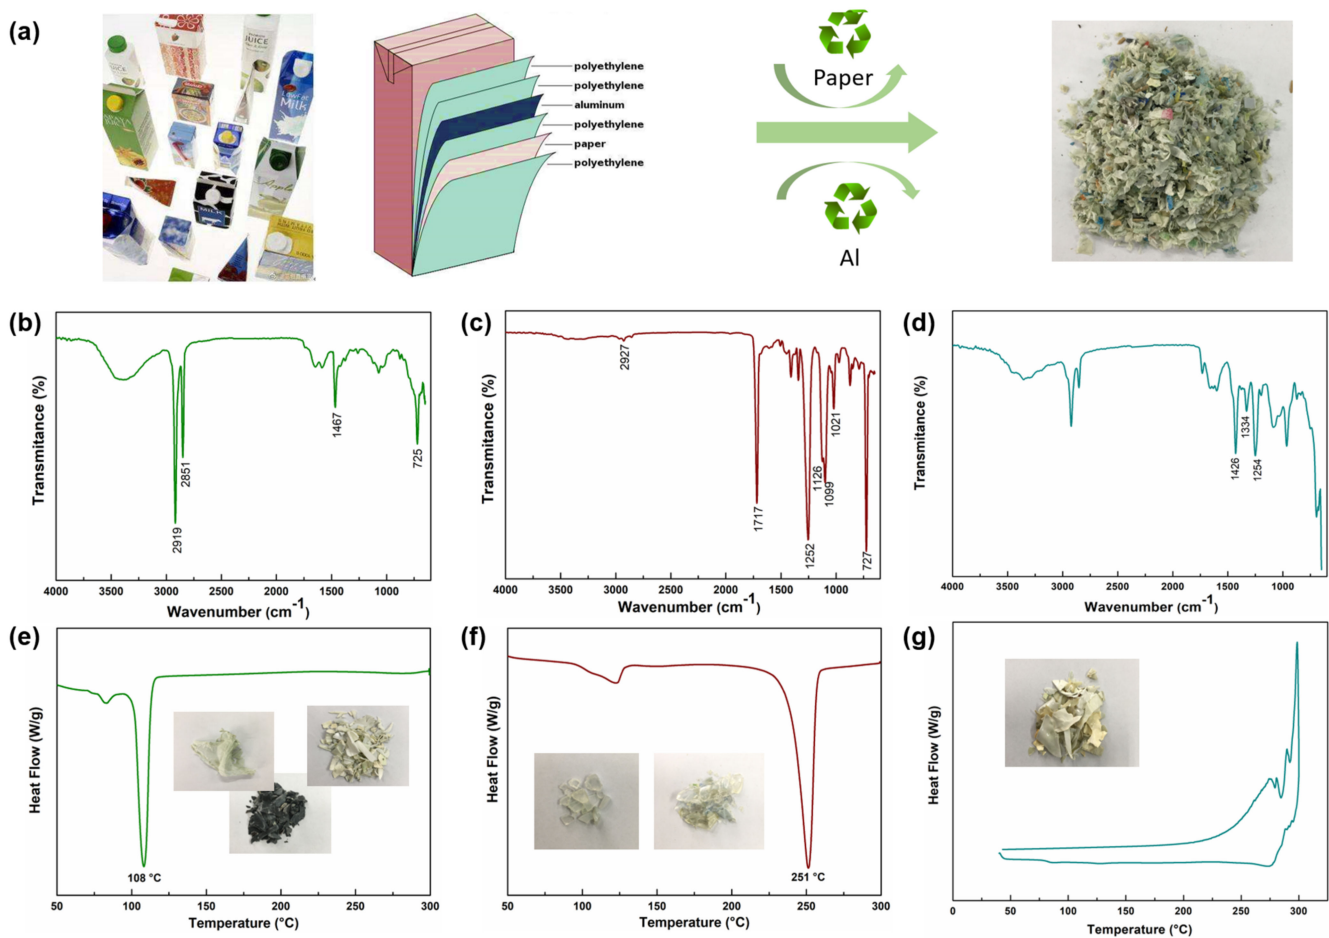 (a)
JUICE
Milk
MILK
Apple
polyethylene
polyethylene
aluminum
polyethylene
paper
polyethylene
Paper
Al
(b)
Transmitance (%)
2919
2851
1467
725
4000 3500 3000 2500 2000 1500 1000
Wavenumber (cm-1)
(c)
Transmitance (%)
2927
1717
1252
1126
1099
1021
727
4000 3500 3000 2500 2000 1500 1000
Wavenumber (cm-1)
(d)
Transmitance (%)
1426
1334
1254
4000 3500 3000 2500 2000 1500 1000
Wavenumber (cm-1)
(e)
Heat Flow (W/g)
108 °C
50 100 150 200 250 300
Temperature (°C)
(f)
Heat Flow (W/g)
251 °C
50 100 150 200 250 300
Temperature (°C)
(g)
Heat Flow (W/g)
0 50 100 150 200 250 300
Temperature (°C)